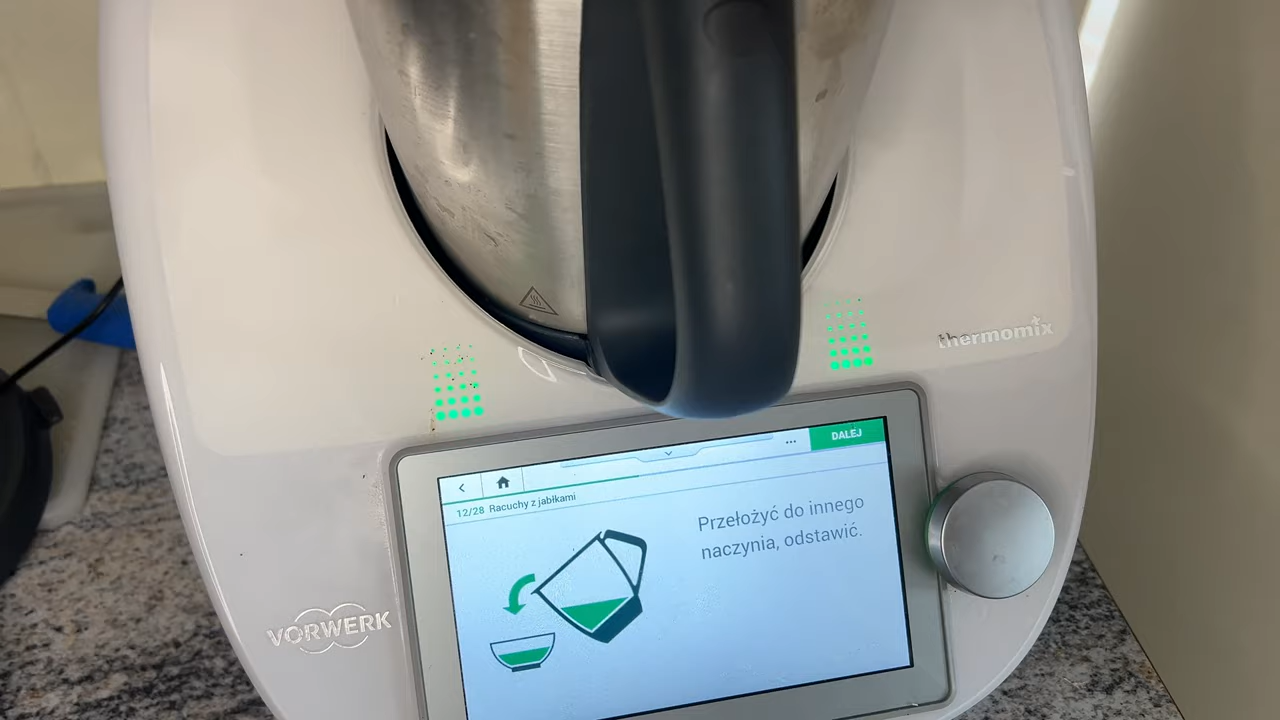 thermomix
DALEJ
12/28 Racuchy z jabłkami
Przełożyć do innego
naczynia, odstawić.
VORWERK